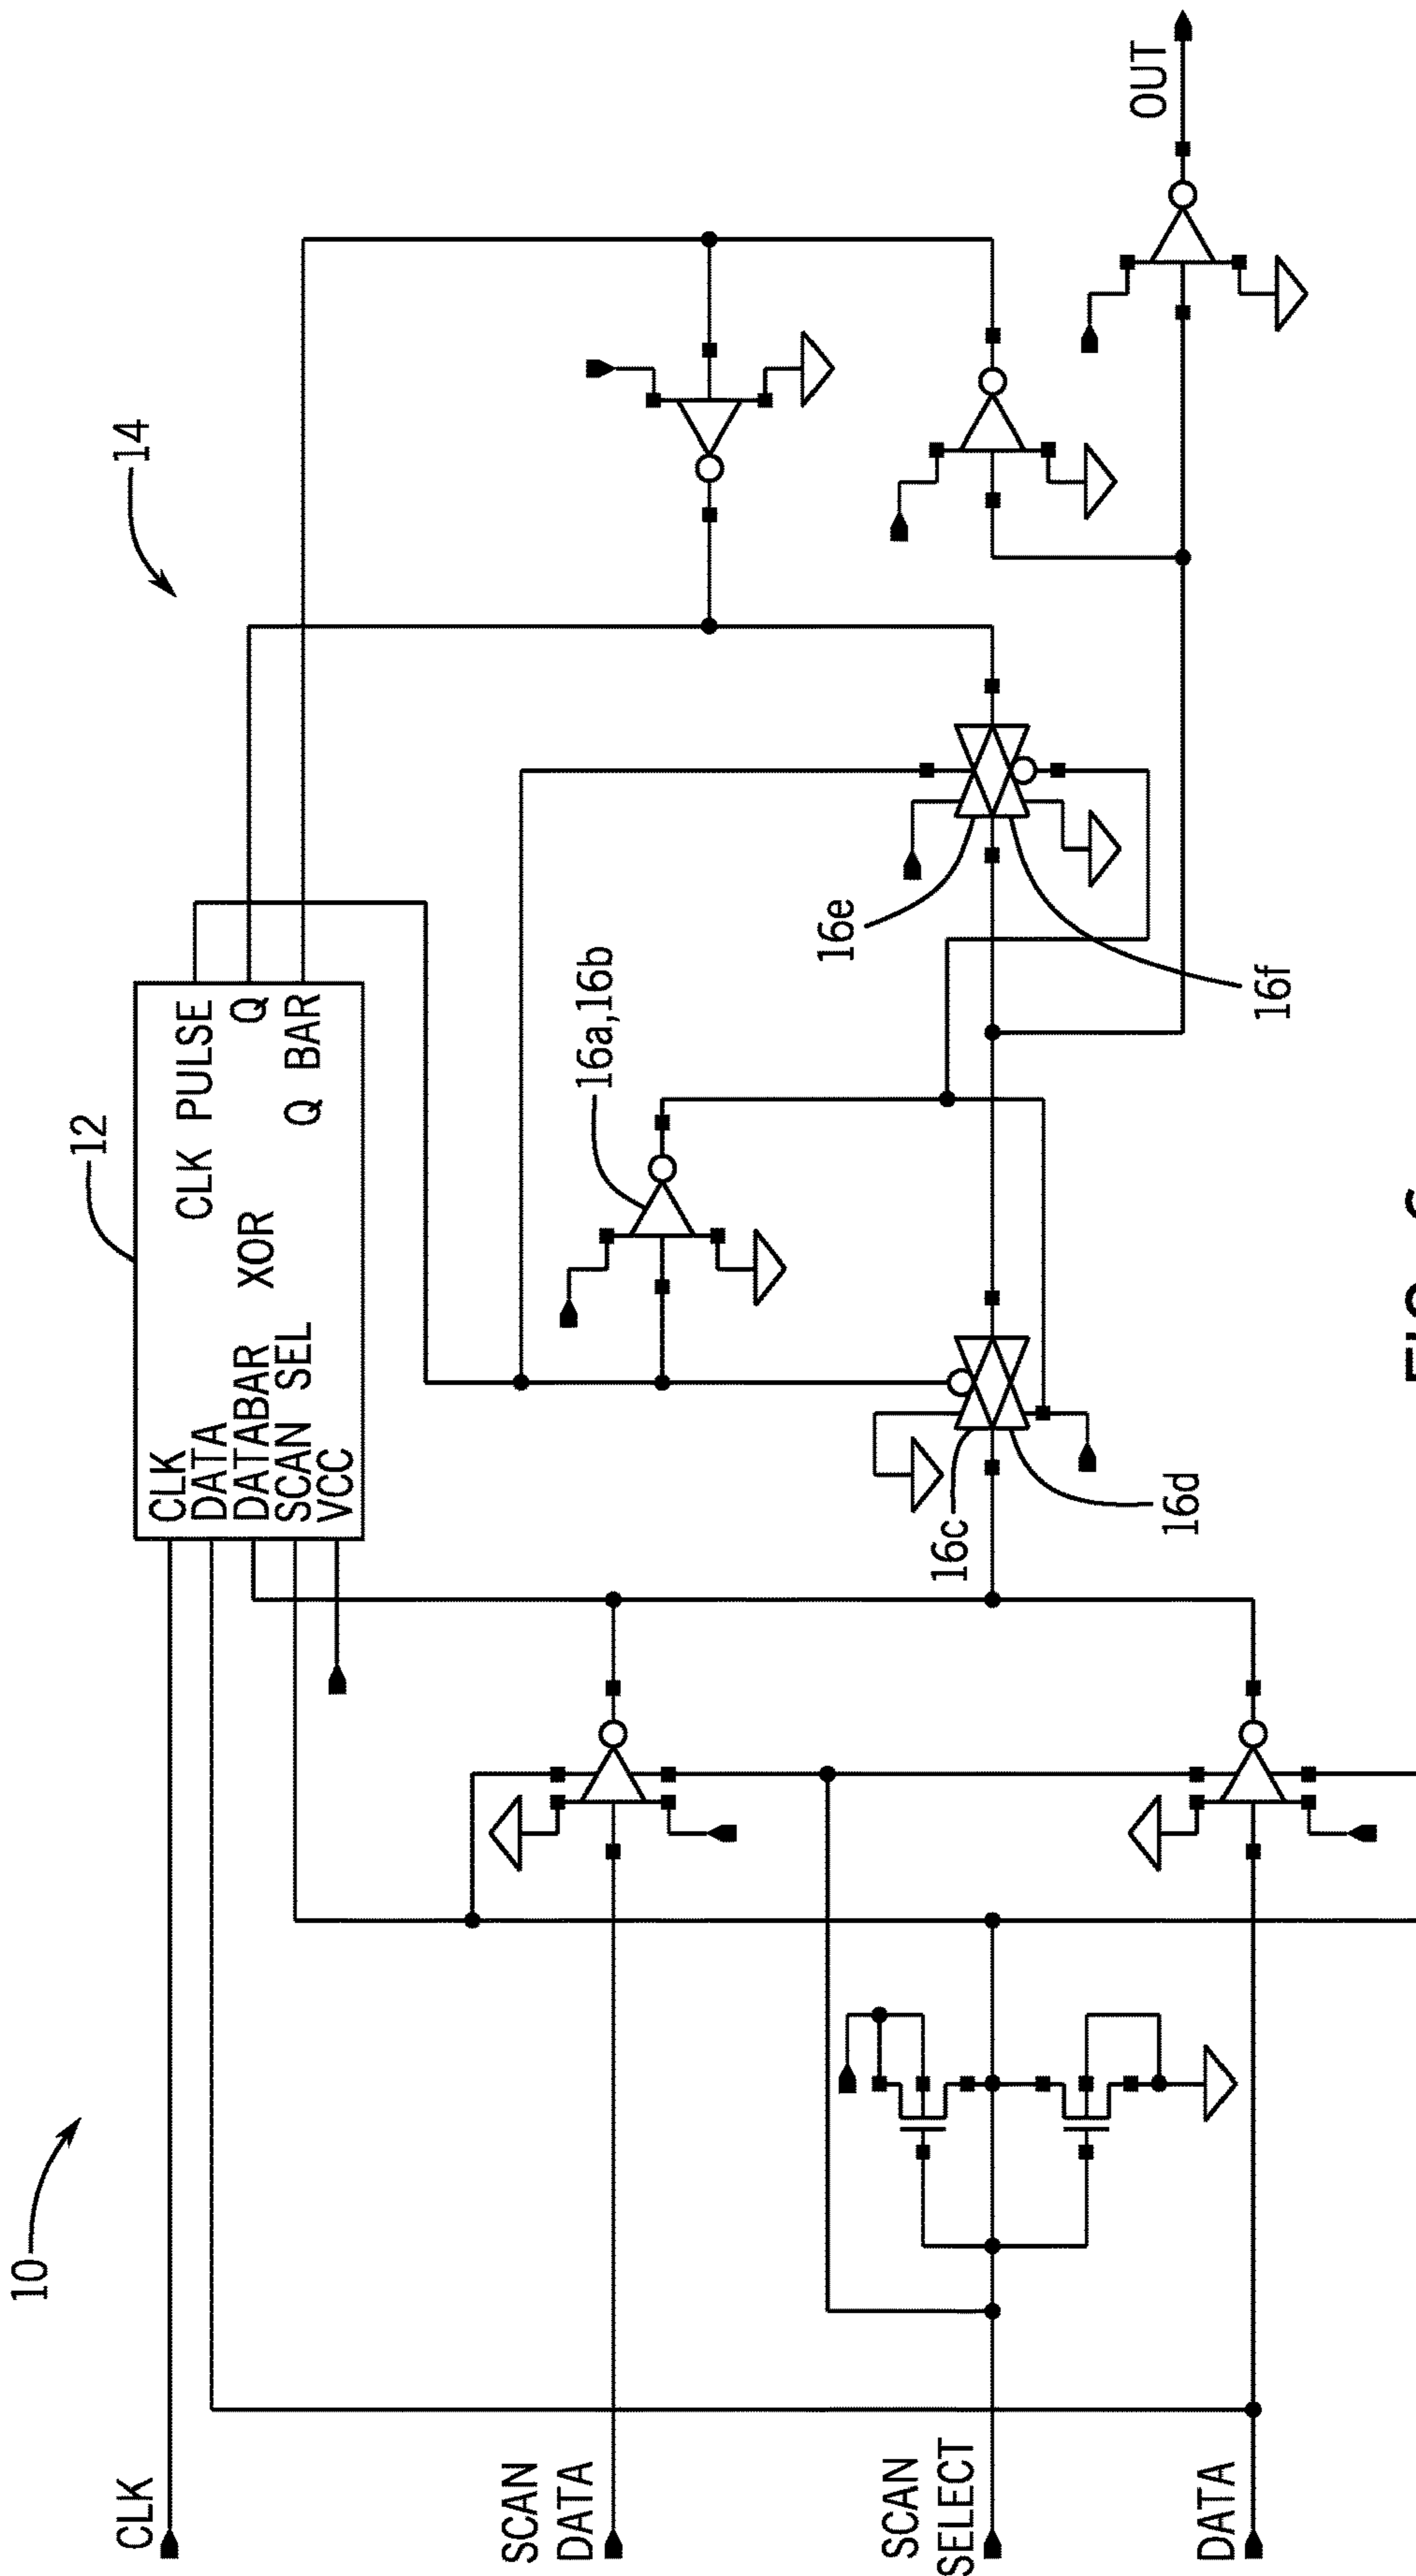 10
12
14
CLK
DATA
DATABAR
SCAN SEL
VCC
XOR
CLK PULSE
Q
Q BAR
CLK
SCAN
DATA
SCAN
SELECT
DATA
16a,16b
16c
16d
16e
16f
OUT